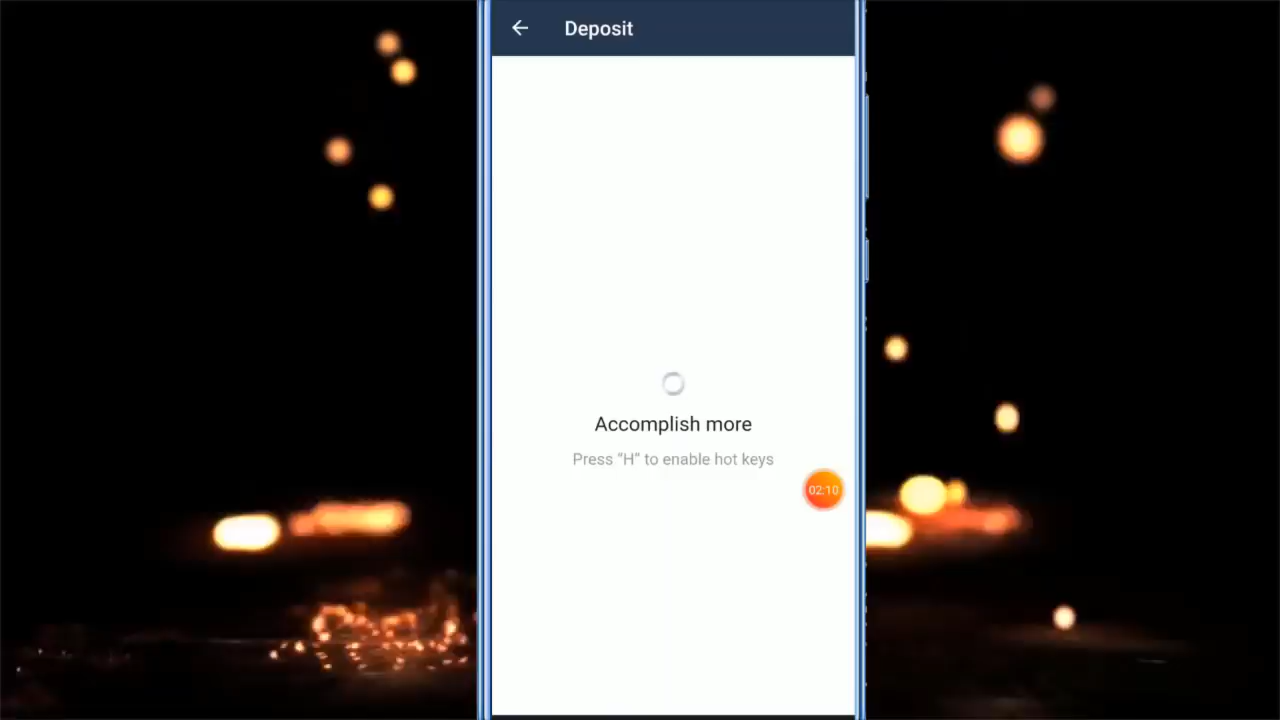 Deposit
Accomplish more
Press “H” to enable hot keys
02:10